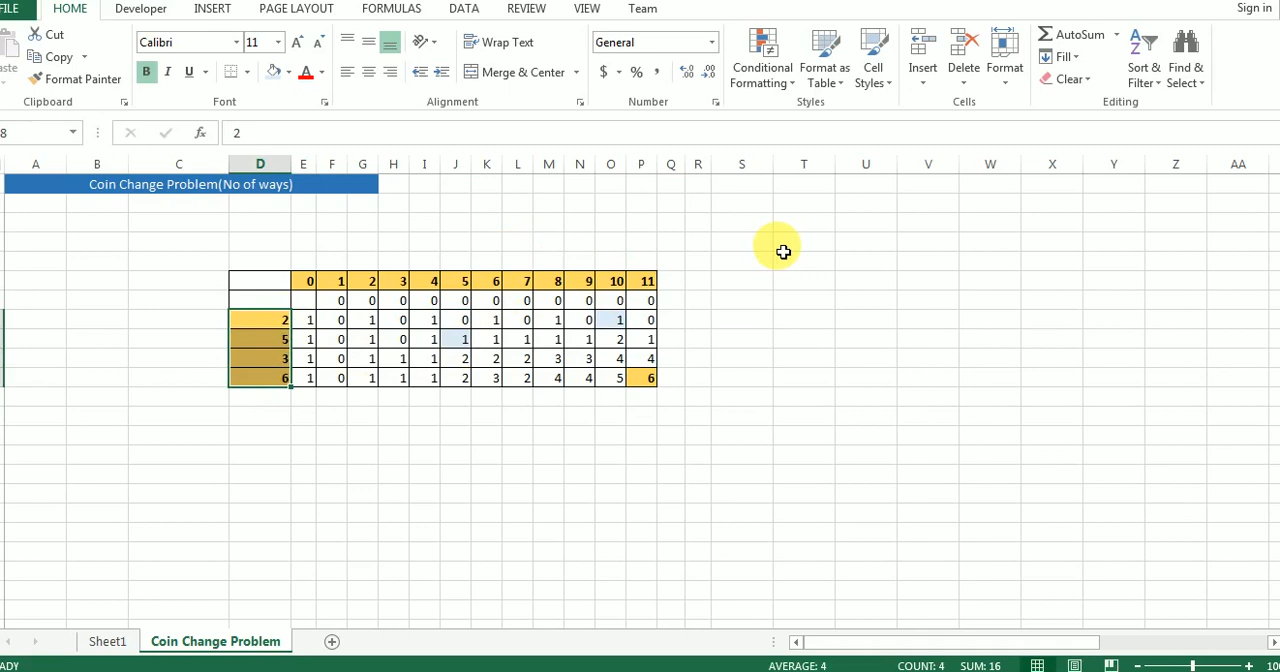 FILE HOME Developer INSERT PAGE LAYOUT FORMULAS DATA REVIEW VIEW Team Sign in
Cut
Copy
Format Painter
Clipboard
Calibri 11
B I U
Font
Wrap Text
Merge & Center
Alignment
General
$ % ,
Number
Conditional Formatting
Format as Table
Cell Styles
Styles
Insert Delete Format
Cells
AutoSum
Fill
Clear
Sort & Filter
Find & Select
Editing
8 fx 2
A B C D E F G H I J K L M N O P Q R S T U V W X Y Z AA
Coin Change Problem(No of ways)
0 1 2 3 4 5 6 7 8 9 10 11
0 0 0 0 0 0 0 0 0 0 0
2 1 0 1 0 1 0 1 0 1 0 1 0
5 1 0 1 0 1 1 1 1 1 1 2 1
3 1 0 1 1 1 2 2 2 3 3 4 4
6 1 0 1 1 1 2 3 2 4 4 5 6
Sheet1 Coin Change Problem
AVERAGE: 4 COUNT: 4 SUM: 16